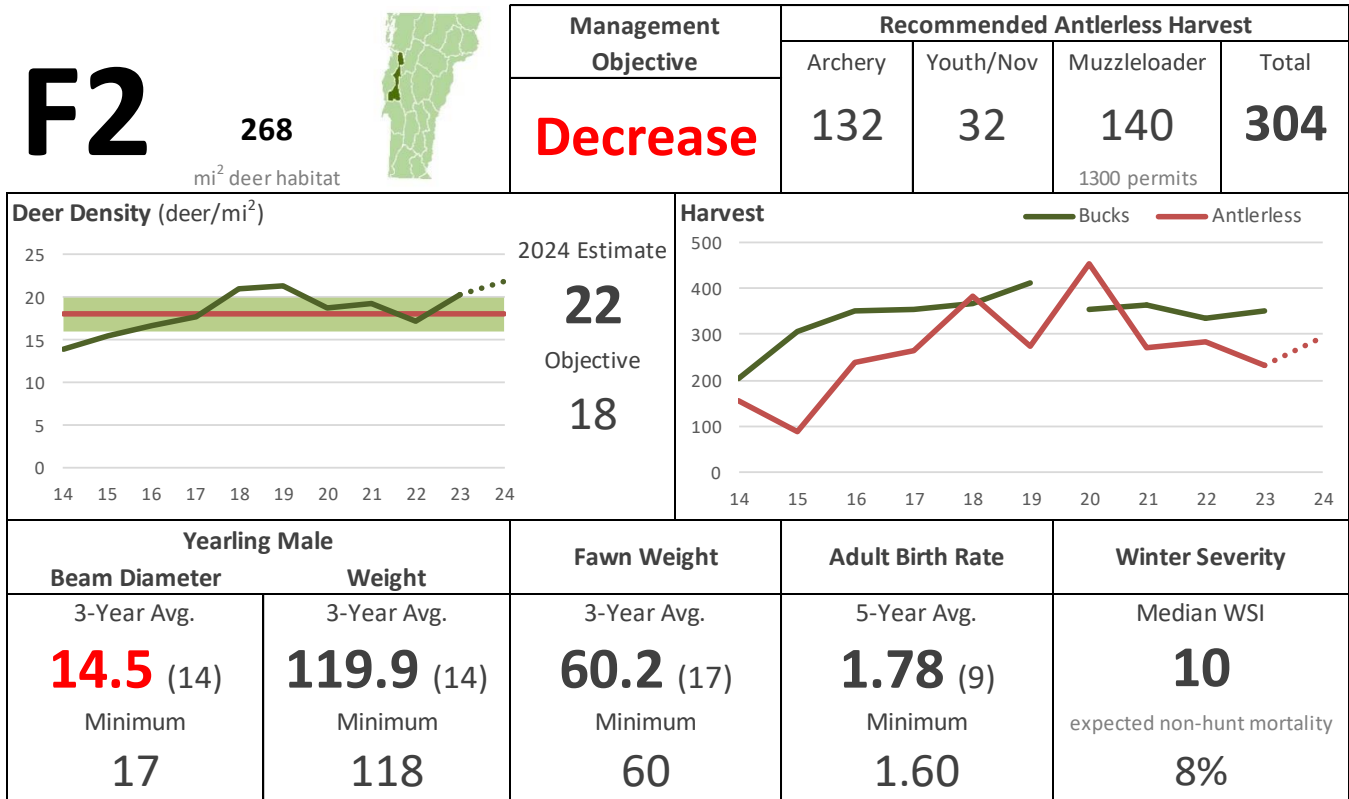 F2
268
mi² deer habitat
Management
Objective
Decrease
Recommended Antlerless Harvest
Archery Youth/Nov Muzzleloader Total
132 32 140 304
1300 permits
Deer Density (deer/mi²)
25
20
15
10
5
0
14 15 16 17 18 19 20 21 22 23 24
2024 Estimate
22
Objective
18
Harvest
Bucks Antlerless
500
400
300
200
100
0
14 15 16 17 18 19 20 21 22 23 24
Yearling Male
Beam Diameter Weight
Fawn Weight
Adult Birth Rate
Winter Severity
3-Year Avg. 3-Year Avg. 3-Year Avg. 5-Year Avg. Median WSI
14.5 (14) 119.9 (14) 60.2 (17) 1.78 (9) 10
Minimum Minimum Minimum Minimum expected non-hunt mortality
17 118 60 1.60 8%